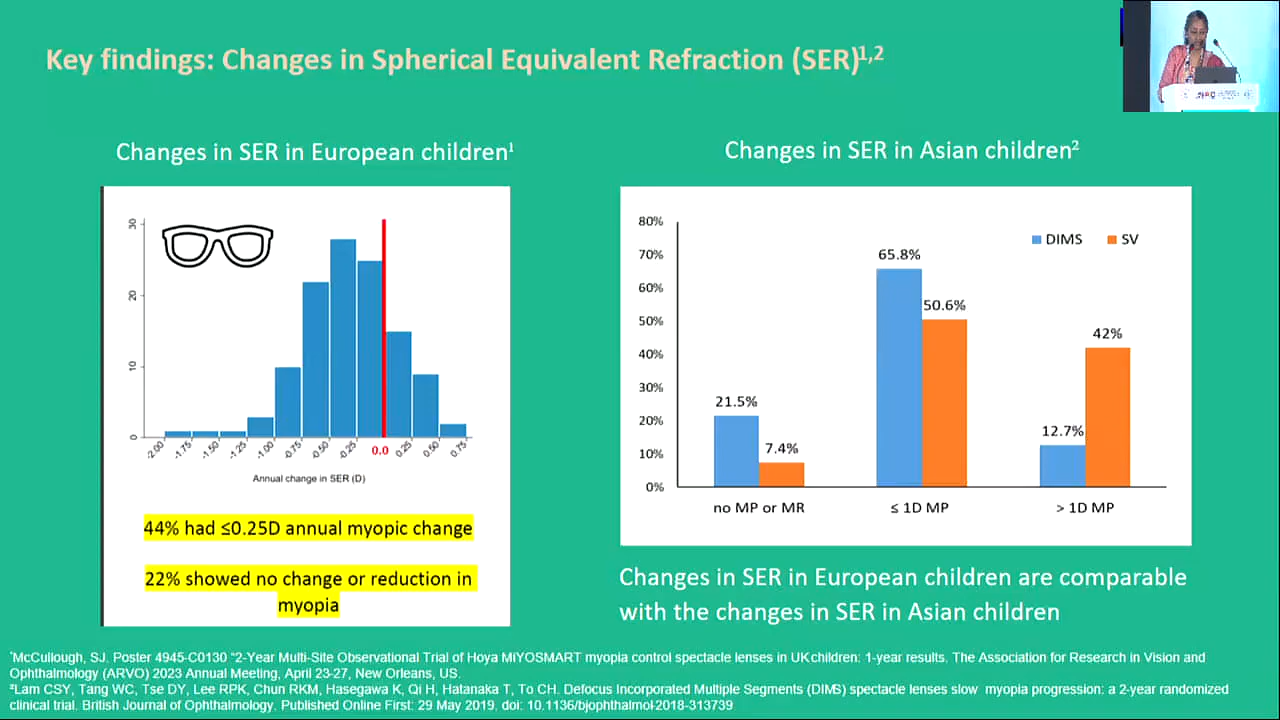 Key findings: Changes in Spherical Equivalent Refraction (SER)1,2
Changes in SER in European children1
30
20
10
0
-2.00
-1.75
-1.50
-1.25
-1.00
-0.75
-0.50
-0.25
0.0
0.25
0.50
0.75
Annual change in SER (D)
44% had ≤0.25D annual myopic change
22% showed no change or reduction in
myopia
Changes in SER in Asian children2
80%
70%
60%
50%
40%
30%
20%
10%
0%
DIMS
SV
21.5%
7.4%
65.8%
50.6%
12.7%
42%
no MP or MR
≤ 1D MP
> 1D MP
Changes in SER in European children are comparable
with the changes in SER in Asian children
1McCullough, SJ. Poster 4945-C0130 “2-Year Multi-Site Observational Trial of Hoya MiYOSMART myopia control spectacle lenses in UK children: 1-year results. The Association for Research in Vision and
Ophthalmology (ARVO) 2023 Annual Meeting, April 23-27, New Orleans, US.
2Lam CSY, Tang WC, Tse DY, Lee RPK, Chun RKM, Hasegawa K, Qi H, Hatanaka T, To CH. Defocus Incorporated Multiple Segments (DIMS) spectacle lenses slow myopia progression: a 2-year randomized
clinical trial. British Journal of Ophthalmology. Published Online First: 29 May 2019. doi: 10.1136/bjophthalmol-2018-313739